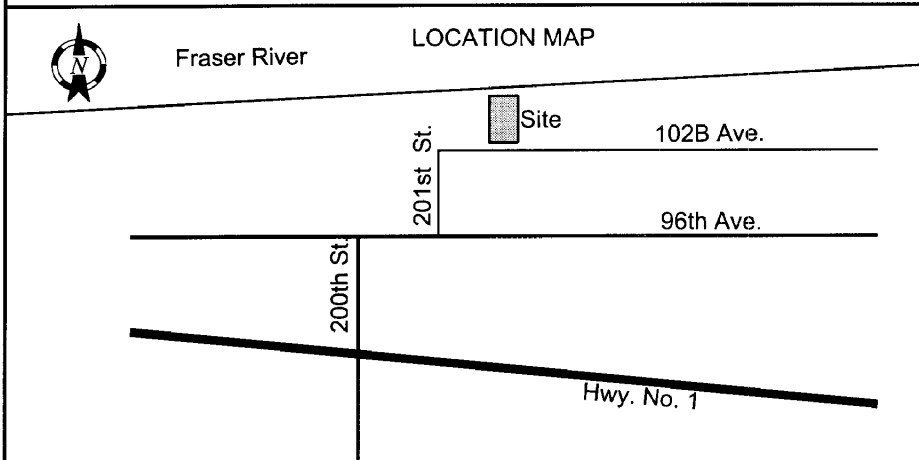 LOCATION MAP
N
Fraser River
Site
102B Ave.
201st St.
96th Ave.
200th St.
Hwy. No. 1